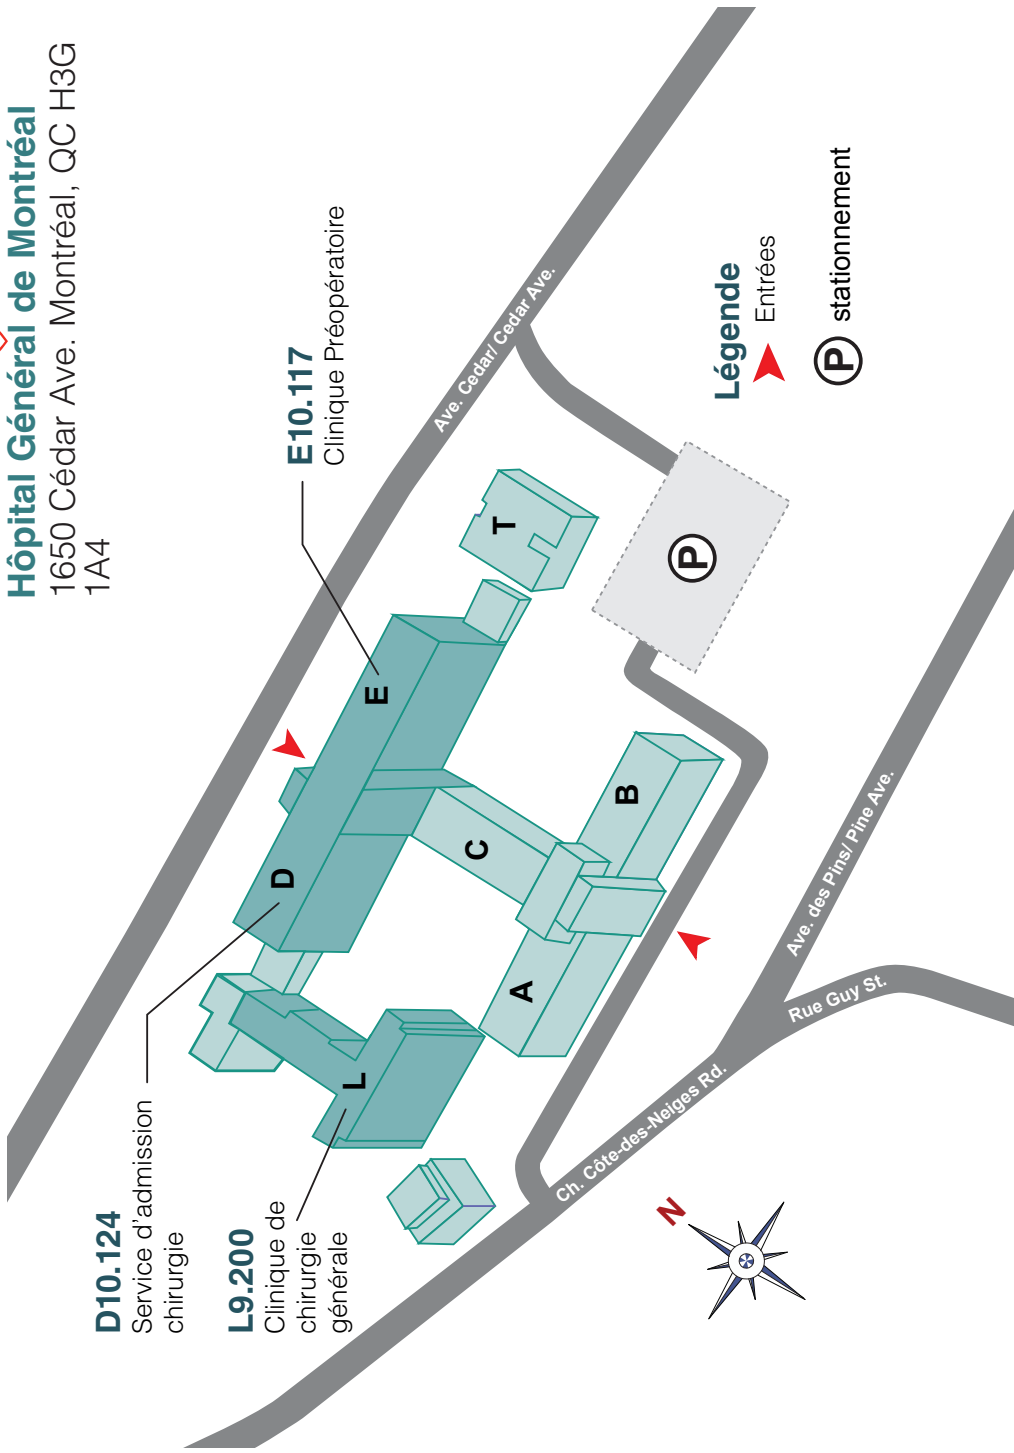 Hôpital Général de Montréal
1650 Cédar Ave. Montréal, QC H3G
1A4
D10.124
Service d'admission
chirurgie
L9.200
Clinique de
chirurgie
générale
E10.117
Clinique Préopératoire
D
E
L
C
A
B
T
P
Ave. Cedar/ Cedar Ave.
Ave. des Pins/ Pine Ave.
Rue Guy St.
Ch. Côte-des-Neiges Rd.
N
Légende
Entrées
P stationnement